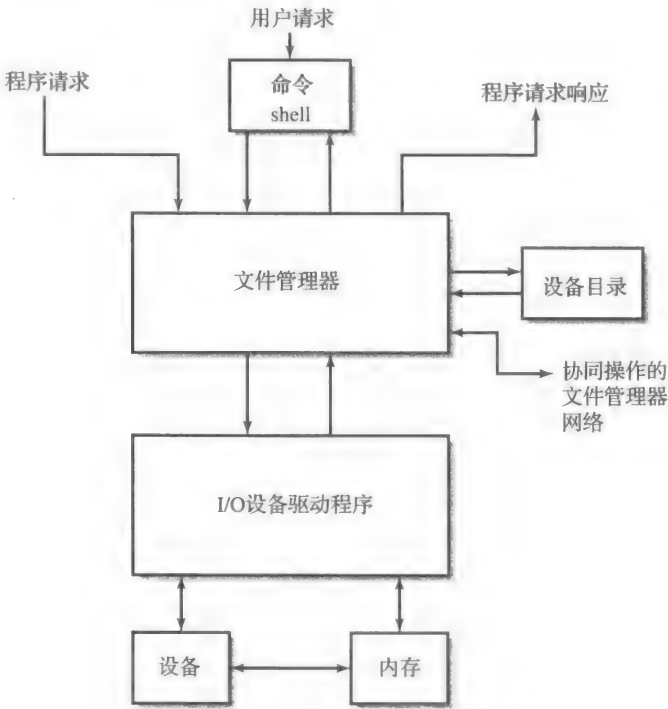 用户请求
程序请求
命令
shell
程序请求响应
文件管理器
设备目录
协同操作的
文件管理器
网络
I/O设备驱动程序
设备
内存